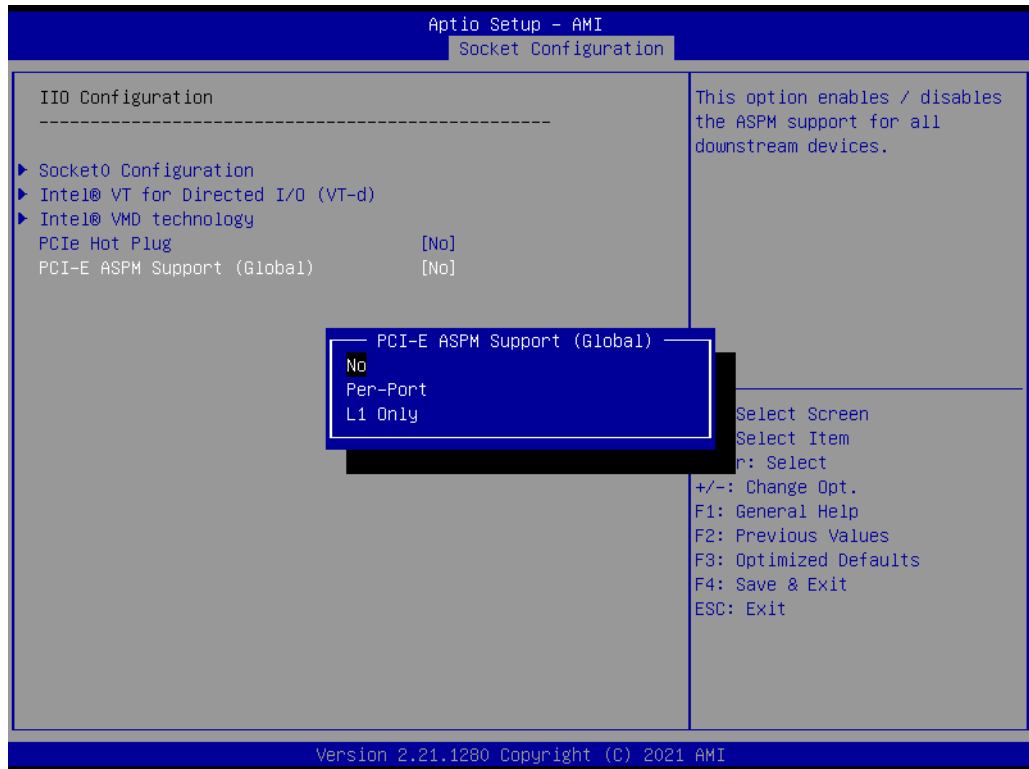 Aptio Setup – AMI
Socket Configuration
IIO Configuration
--------------------------------------------------
Socket0 Configuration
Intel® VT for Directed I/O (VT-d)
Intel® VMD technology
PCIe Hot Plug [No]
PCI-E ASPM Support (Global) [No]
This option enables / disables
the ASPM support for all
downstream devices.
PCI-E ASPM Support (Global)
No
Per-Port
L1 Only
Select Screen
Select Item
r: Select
+/-: Change Opt.
F1: General Help
F2: Previous Values
F3: Optimized Defaults
F4: Save & Exit
ESC: Exit
Version 2.21.1280 Copyright (C) 2021 AMI